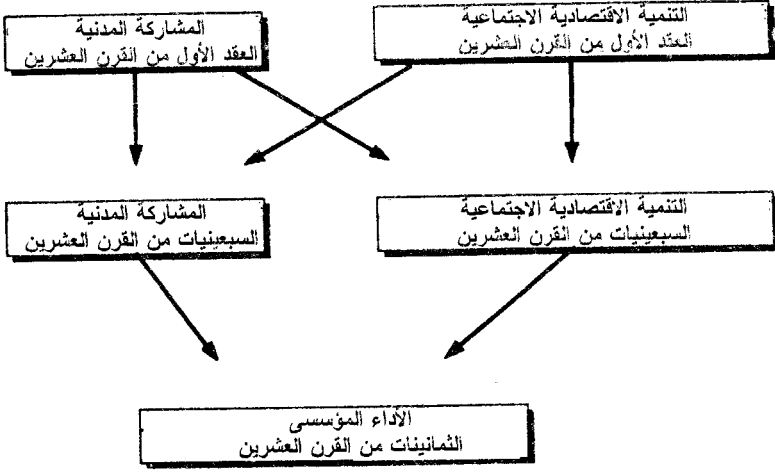 التنمية الاقتصادية الاجتماعية
العقد الأول من القرن العشرين
المشاركة المدنية
العقد الأول من القرن العشرين
التنمية الاقتصادية الاجتماعية
السبعينيات من القرن العشرين
المشاركة المدنية
السبعينيات من القرن العشرين
الأداء المؤسسى
الثمانينات من القرن العشرين